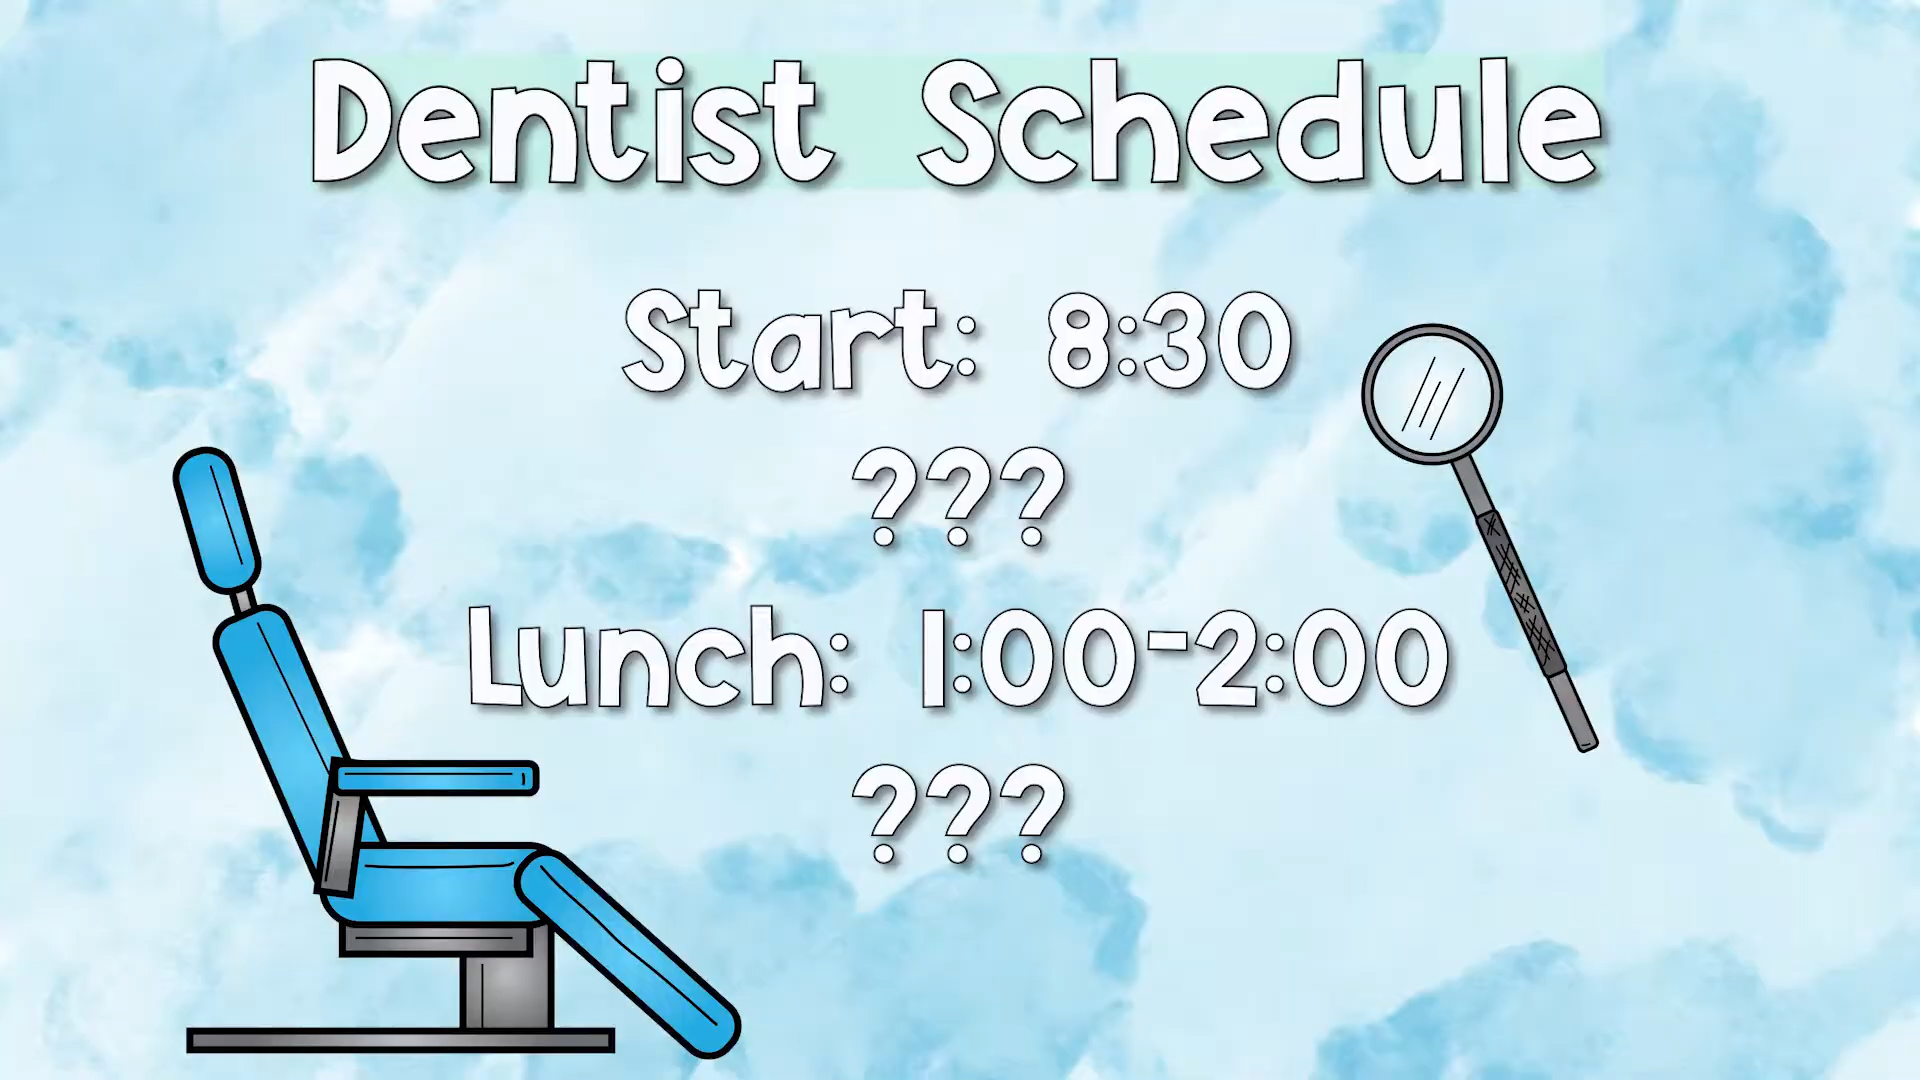 Dentist Schedule
Start: 8:30
???
Lunch: 1:00-2:00
???